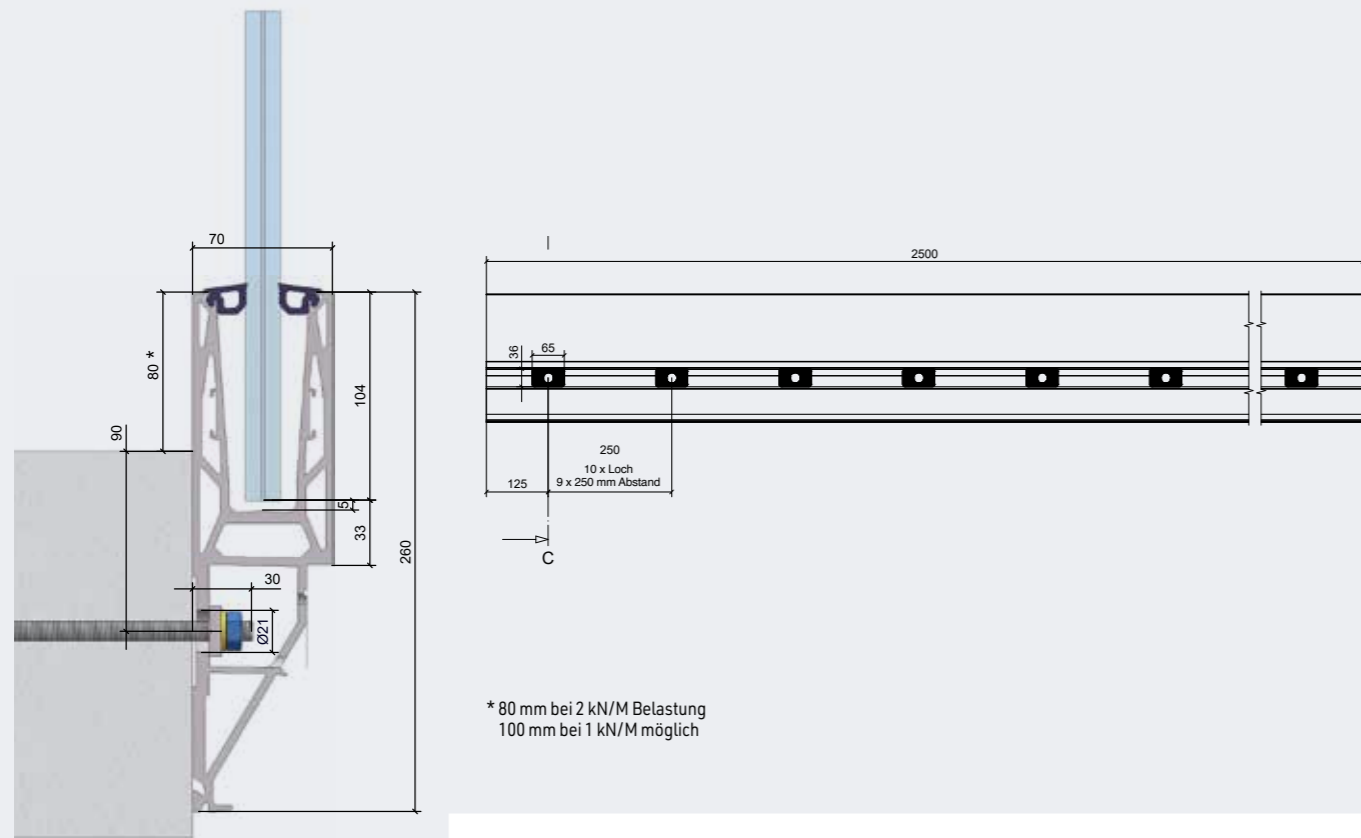 70
80 *
90
104
5
33
260
30
Ø21
2500
36
65
250
10 x Loch
9 x 250 mm Abstand
125
C
* 80 mm bei 2 kN/M Belastung
100 mm bei 1 kN/M möglich